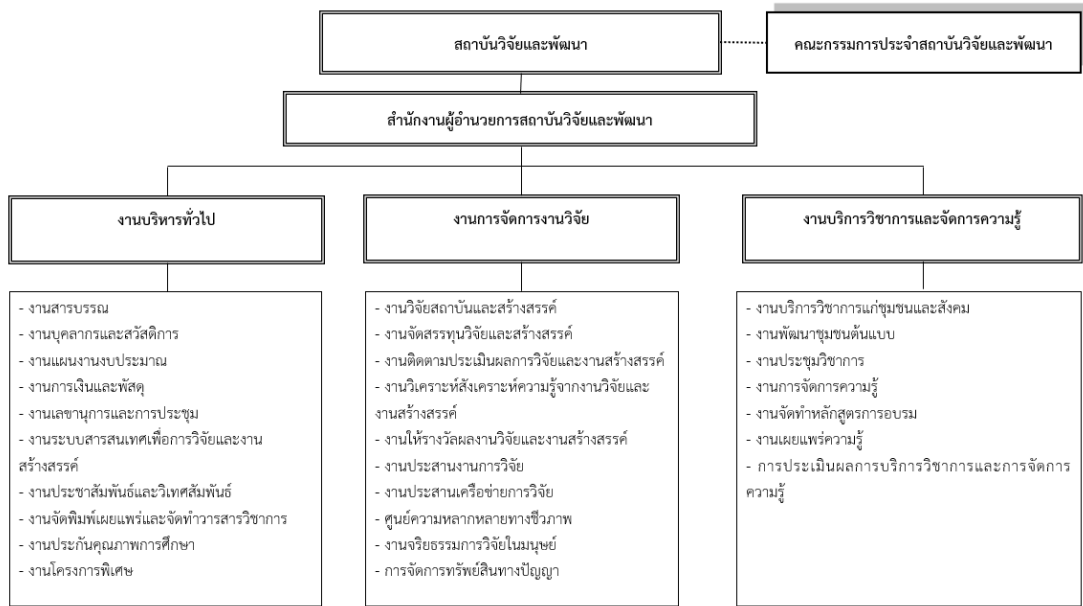 สถาบันวิจัยและพัฒนา
คณะกรรมการประจำสถาบันวิจัยและพัฒนา
สำนักงานผู้อำนวยการสถาบันวิจัยและพัฒนา
งานบริหารทั่วไป
งานการจัดการงานวิจัย
งานบริการวิชาการและจัดการความรู้
- งานสารบรรณ
- งานบุคลากรและสวัสดิการ
- งานแผนงานงบประมาณ
- งานการเงินและพัสดุ
- งานเลขานุการและการประชุม
- งานระบบสารสนเทศเพื่อการวิจัยและงาน
สร้างสรรค์
- งานประชาสัมพันธ์และวิเทศสัมพันธ์
- งานจัดพิมพ์เผยแพร่และจัดทำวารสารวิชาการ
- งานประกันคุณภาพการศึกษา
- งานโครงการพิเศษ
- งานวิจัยสถาบันและสร้างสรรค์
- งานจัดสรรทุนวิจัยและสร้างสรรค์
- งานติดตามประเมินผลการวิจัยและงานสร้างสรรค์
- งานวิเคราะห์สังเคราะห์ความรู้จากงานวิจัยและ
งานสร้างสรรค์
- งานให้รางวัลผลงานวิจัยและงานสร้างสรรค์
- งานประสานงานการวิจัย
- งานประสานเครือข่ายการวิจัย
- ศูนย์ความหลากหลายทางชีวภาพ
- งานจริยธรรมการวิจัยในมนุษย์
- การจัดการทรัพย์สินทางปัญญา
- งานบริการวิชาการแก่ชุมชนและสังคม
- งานพัฒนาชุมชนต้นแบบ
- งานประชุมวิชาการ
- งานการจัดการความรู้
- งานจัดทำหลักสูตรการอบรม
- งานเผยแพร่ความรู้
- การประเมินผลการบริการวิชาการและการจัดการ
ความรู้